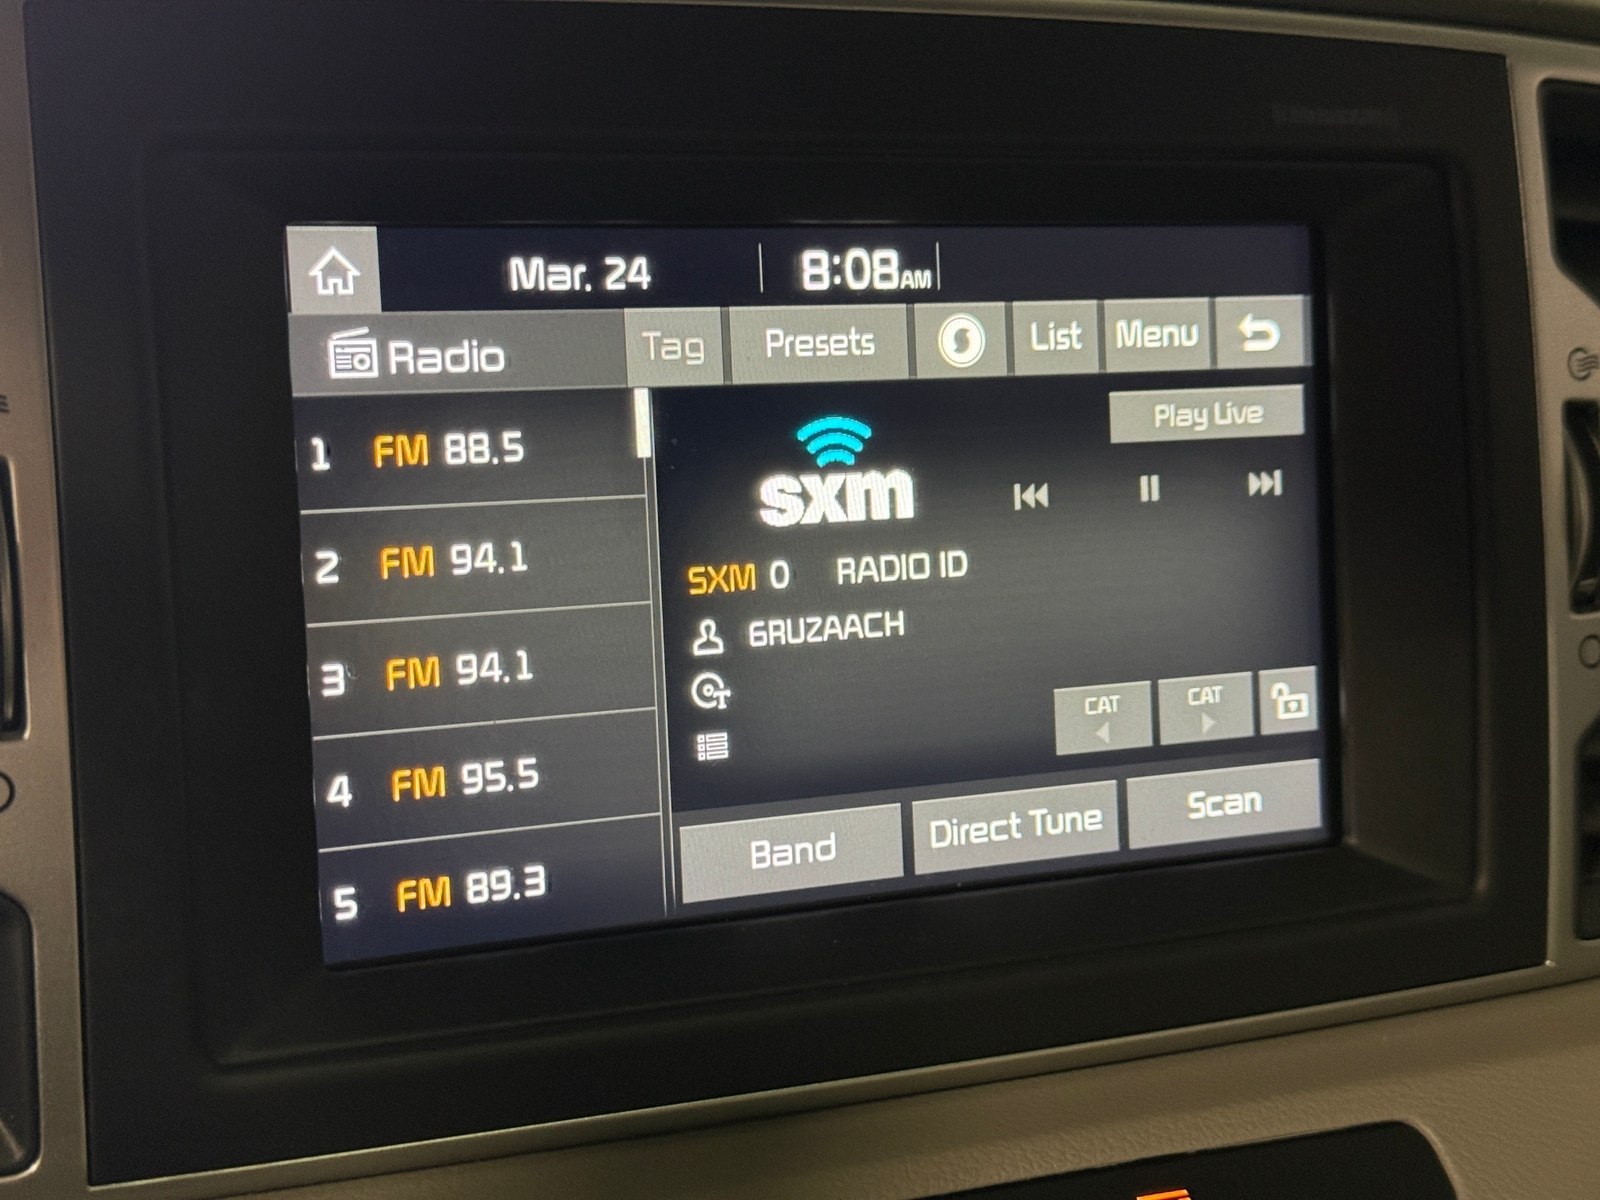 Mar. 24
8:08 AM
Radio
Tag
Presets
List
Menu
Play Live
1 FM 88.5
2 FM 94.1
3 FM 94.1
4 FM 95.5
5 FM 89.3
sxm
SXM 0 RADIO ID
6RUZAACH
T
CAT
CAT
Band
Direct Tune
Scan